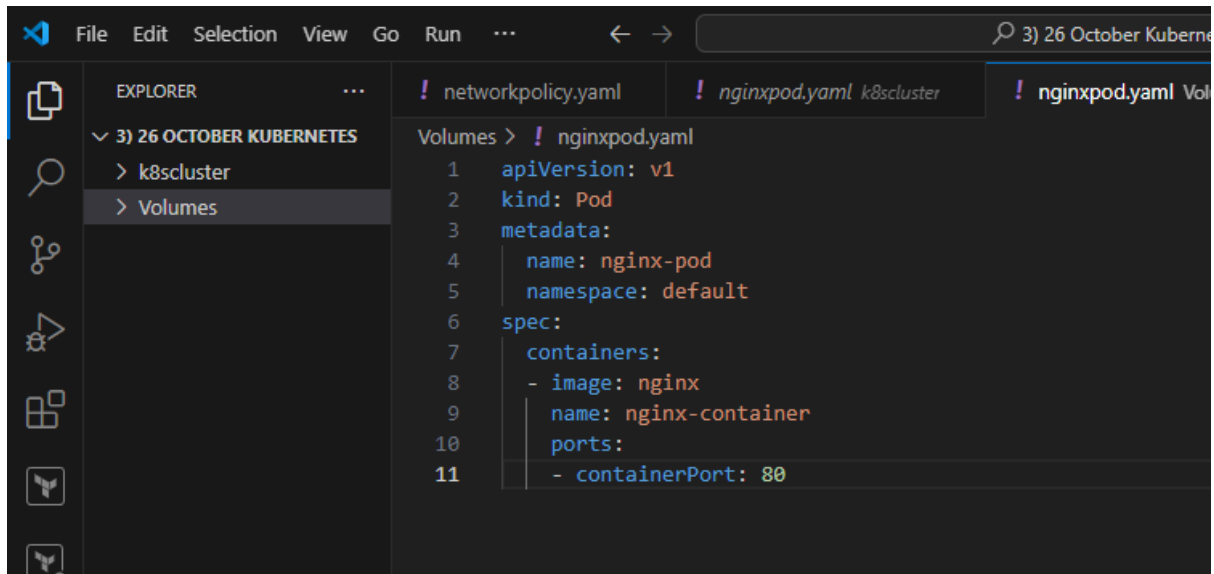 File Edit Selection View Go Run ··· ← → 3) 26 October Kuberne
EXPLORER ···
3) 26 OCTOBER KUBERNETES
k8scluster
Volumes
! networkpolicy.yaml ! nginxpod.yaml k8scluster ! nginxpod.yaml Vol
Volumes > ! nginxpod.yaml
1 apiVersion: v1
2 kind: Pod
3 metadata:
4 name: nginx-pod
5 namespace: default
6 spec:
7 containers:
8 - image: nginx
9 name: nginx-container
10 ports:
11 - containerPort: 80